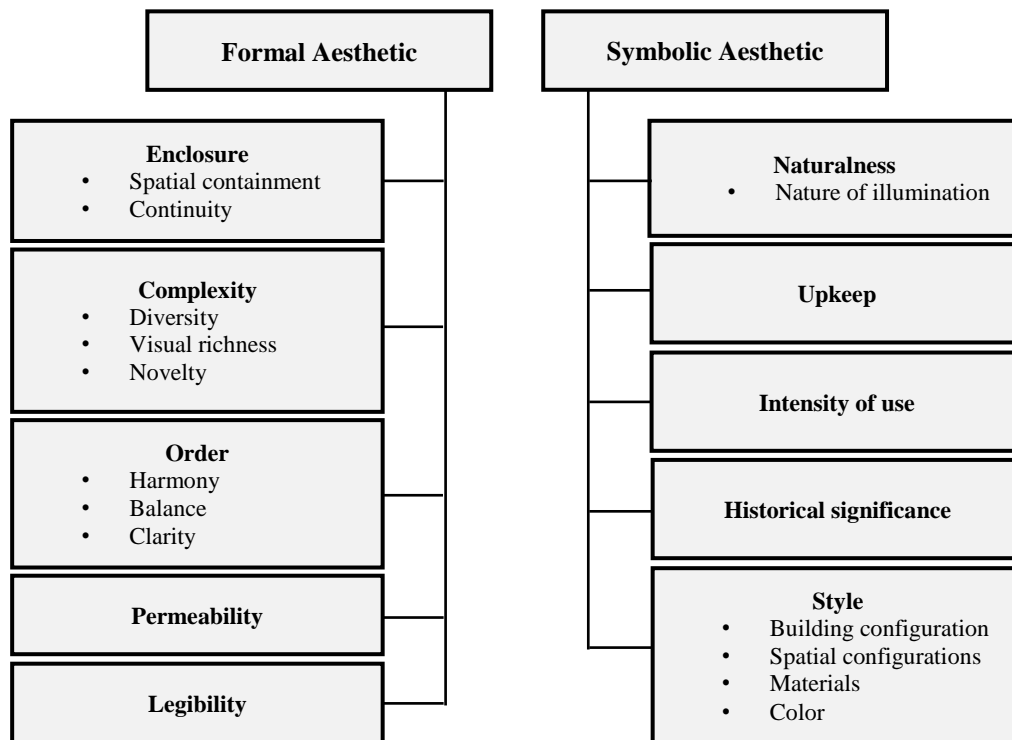 Formal Aesthetic
Enclosure
• Spatial containment
• Continuity
Complexity
• Diversity
• Visual richness
• Novelty
Order
• Harmony
• Balance
• Clarity
Permeability
Legibility
Symbolic Aesthetic
Naturalness
• Nature of illumination
Upkeep
Intensity of use
Historical significance
Style
• Building configuration
• Spatial configurations
• Materials
• Color